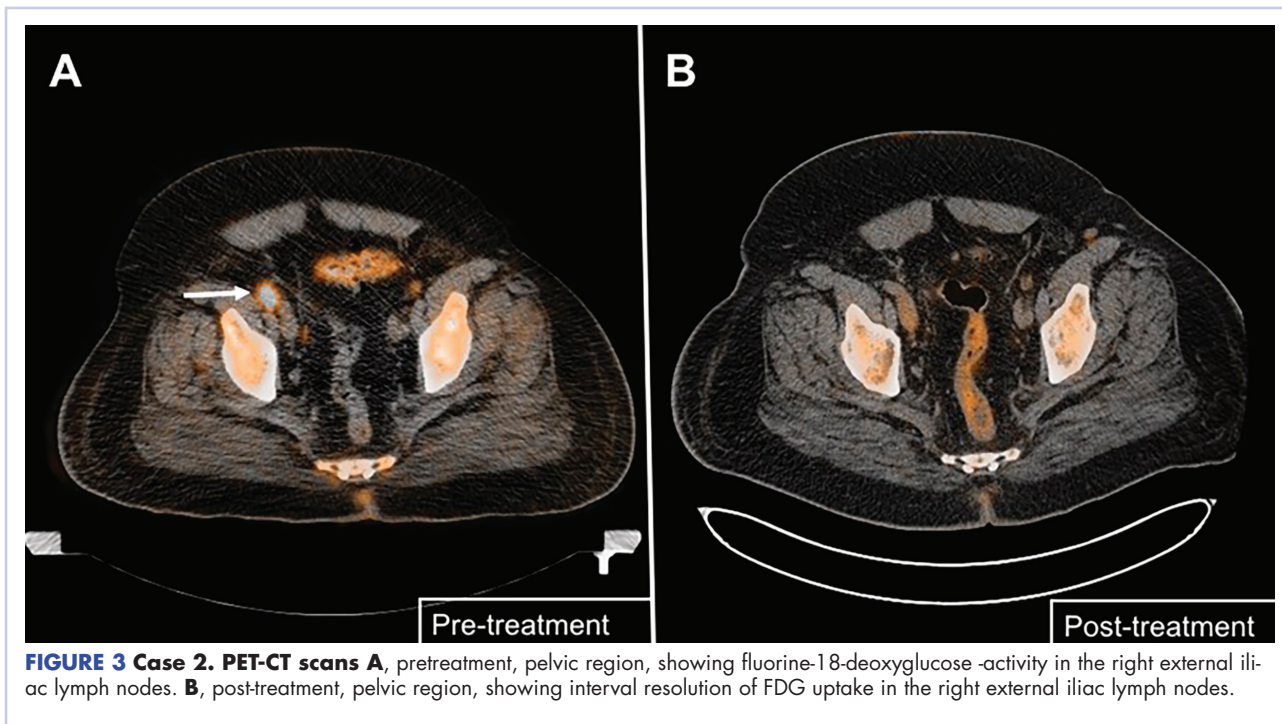 A
B
Pre-treatment
Post-treatment
FIGURE 3 Case 2. PET-CT scans A, pretreatment, pelvic region, showing fluorine-18-deoxyglucose -activity in the right external ili-
ac lymph nodes. B, post-treatment, pelvic region, showing interval resolution of FDG uptake in the right external iliac lymph nodes.